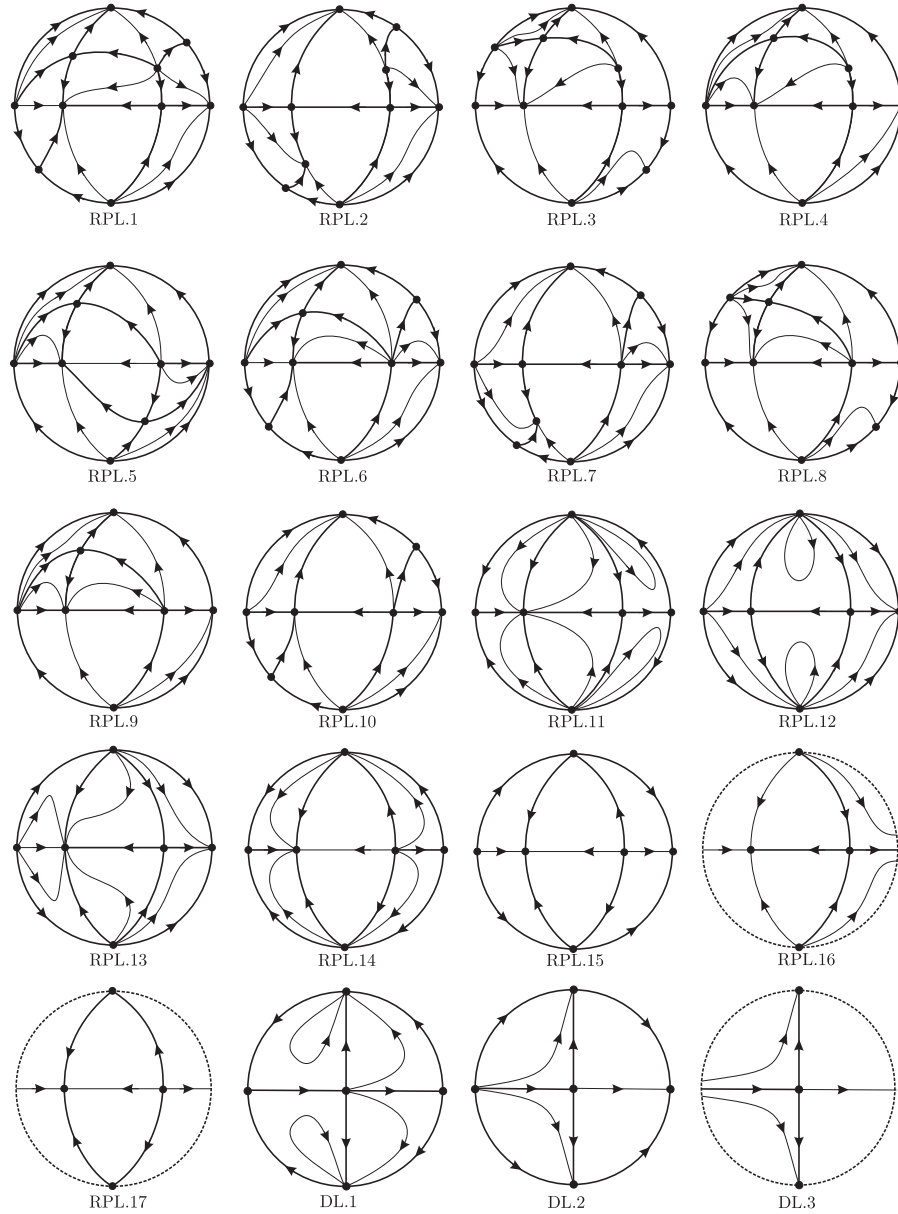 RPL.1 RPL.2 RPL.3 RPL.4
RPL.5 RPL.6 RPL.7 RPL.8
RPL.9 RPL.10 RPL.11 RPL.12
RPL.13 RPL.14 RPL.15 RPL.16
RPL.17 DL.1 DL.2 DL.3